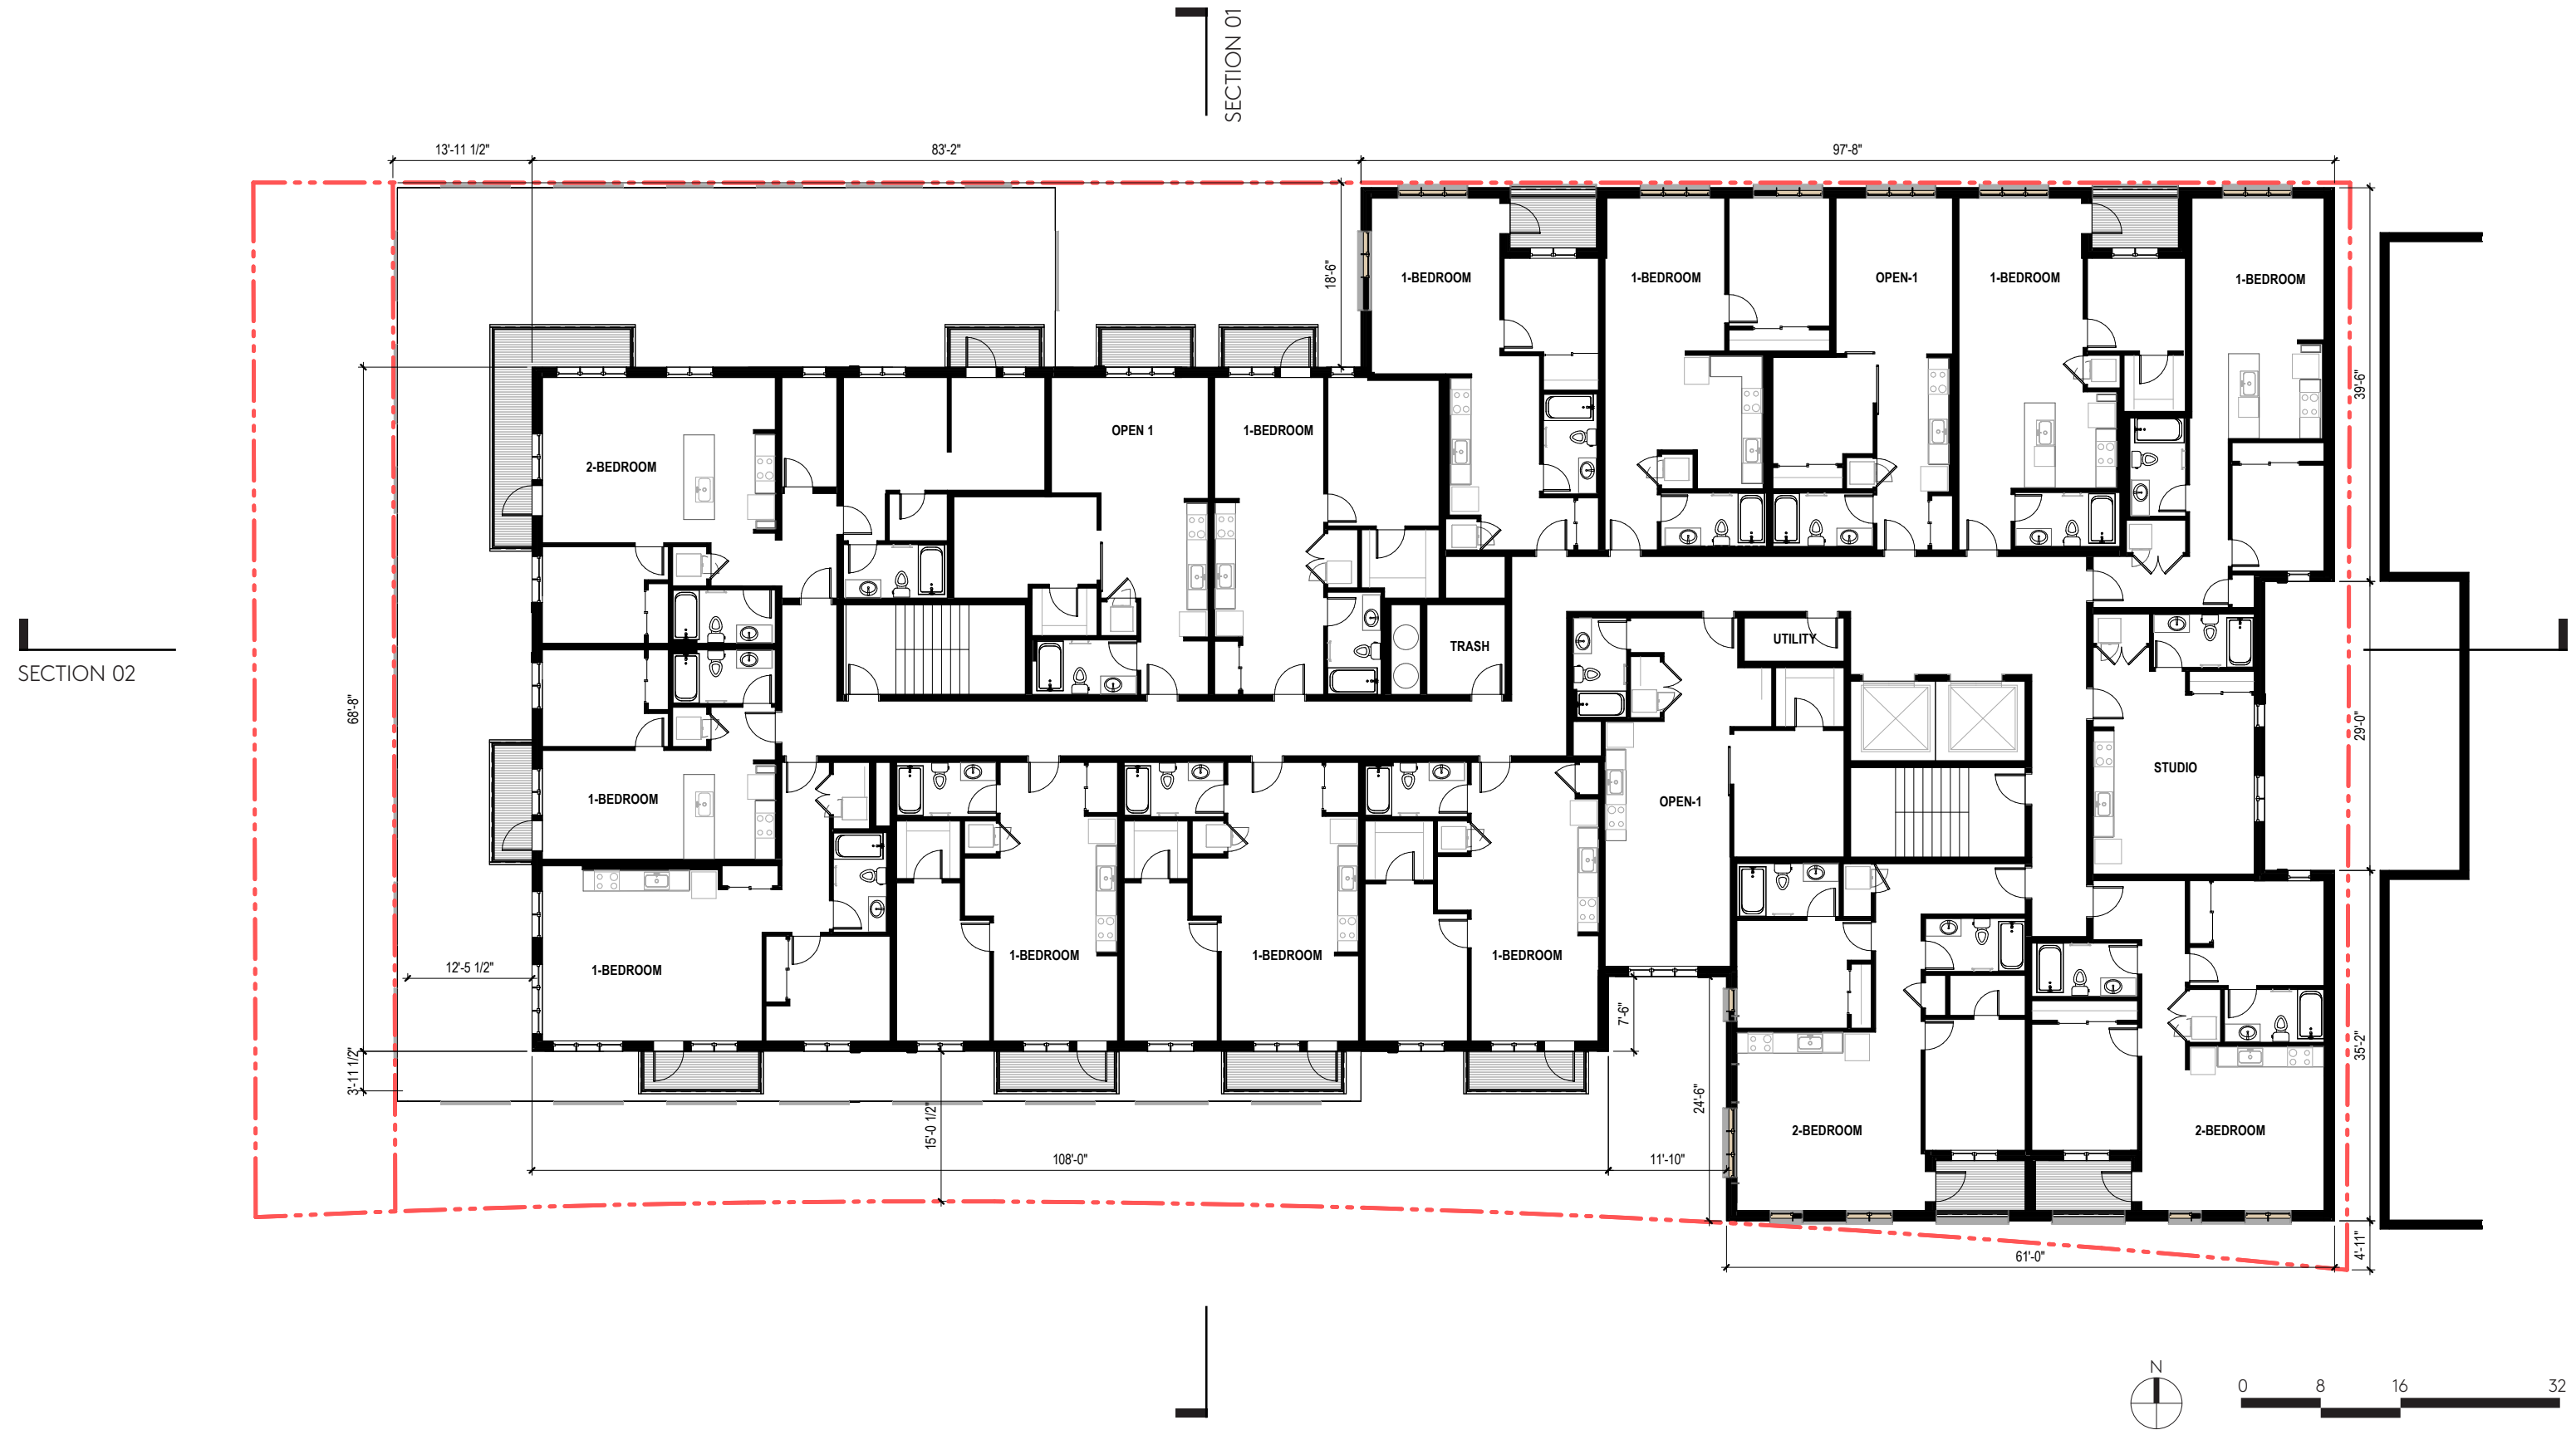 SECTION 01
13'-11 1/2"
83'-2"
97'-8"
18'-6"
1-BEDROOM
1-BEDROOM
OPEN-1
1-BEDROOM
1-BEDROOM
39'-6"
2-BEDROOM
OPEN 1
1-BEDROOM
SECTION 02
68'-8"
TRASH
UTILITY
29'-0"
STUDIO
1-BEDROOM
OPEN-1
1-BEDROOM
1-BEDROOM
1-BEDROOM
1-BEDROOM
12'-5 1/2"
7'-6"
3'-11 1/2"
15'-0 1/2"
24'-6"
35'-2"
2-BEDROOM
2-BEDROOM
108'-0"
11'-10"
61'-0"
4'-11"
N
0 8 16 32